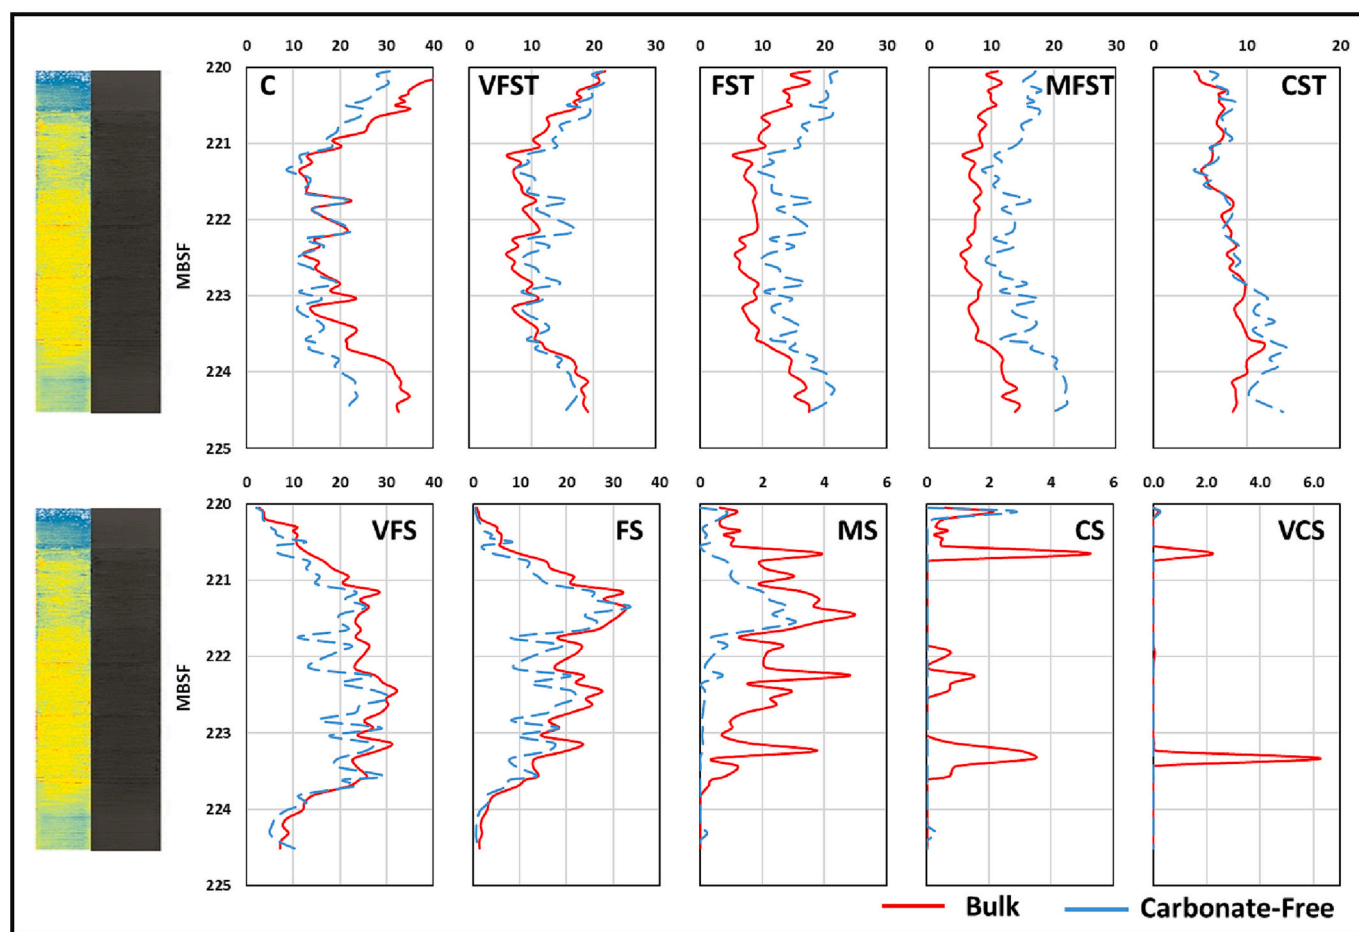 0 10 20 30 40 0 10 20 30 0 10 20 30 0 10 20 30 0 10 20
220
C VFST FST MFST CST
221
222
MBSF
223
224
225
0 10 20 30 40 0 10 20 30 40 0 2 4 6 0 2 4 6 0.0 2.0 4.0 6.0
220
VFS FS MS CS VCS
221
222
MBSF
223
224
225
Bulk Carbonate-Free